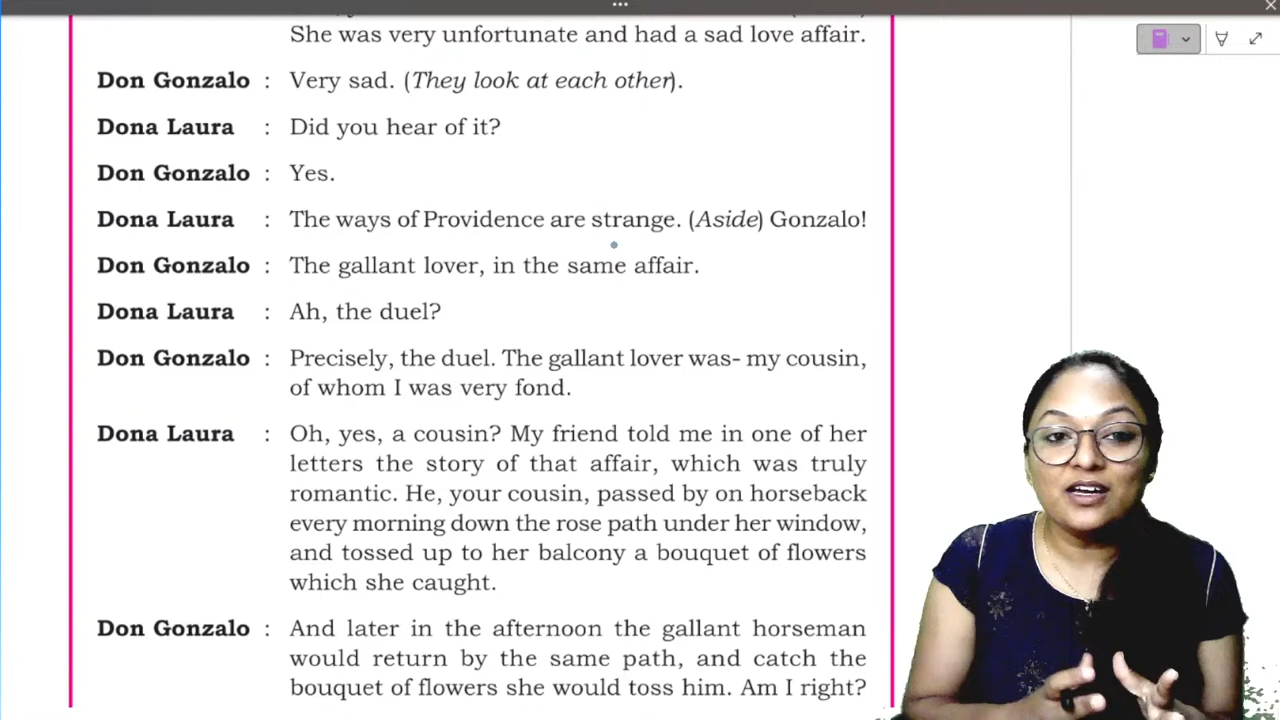 She was very unfortunate and had a sad love affair.
Don Gonzalo : Very sad. (They look at each other).
Dona Laura : Did you hear of it?
Don Gonzalo : Yes.
Dona Laura : The ways of Providence are strange. (Aside) Gonzalo!
Don Gonzalo : The gallant lover, in the same affair.
Dona Laura : Ah, the duel?
Don Gonzalo : Precisely, the duel. The gallant lover was- my cousin,
of whom I was very fond.
Dona Laura : Oh, yes, a cousin? My friend told me in one of her
letters the story of that affair, which was truly
romantic. He, your cousin, passed by on horseback
every morning down the rose path under her window,
and tossed up to her balcony a bouquet of flowers
which she caught.
Don Gonzalo : And later in the afternoon the gallant horseman
would return by the same path, and catch the
bouquet of flowers she would toss him. Am I right?